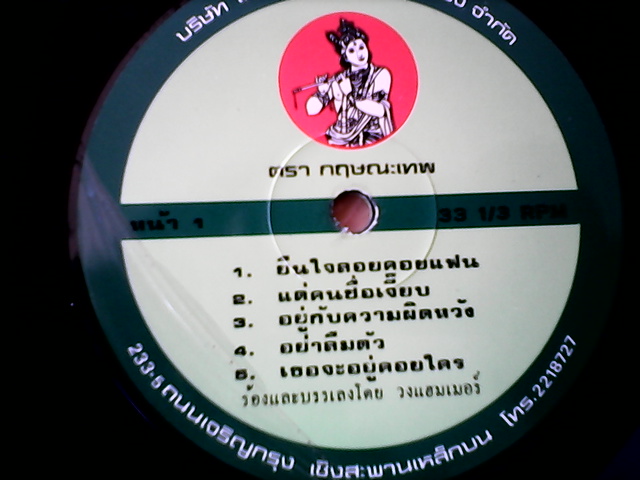 บริษัท จำกัด
ตรา กฤษณะเทพ
หน้า 1 33 1/3 RPM
1. ยืนใจลอยคอยแฟน
2. แต่คนชื่อเจี๊ยบ
3. อยู่กับความผิดหวัง
4. อย่าลืมตัว
5. เธอจะอยู่คอยใคร
ร้องและบรรเลงโดย วงแฮมเมอร์
233-5 ถนนเจริญกรุง เชิงสะพานเหล็กบน โทร.2218727